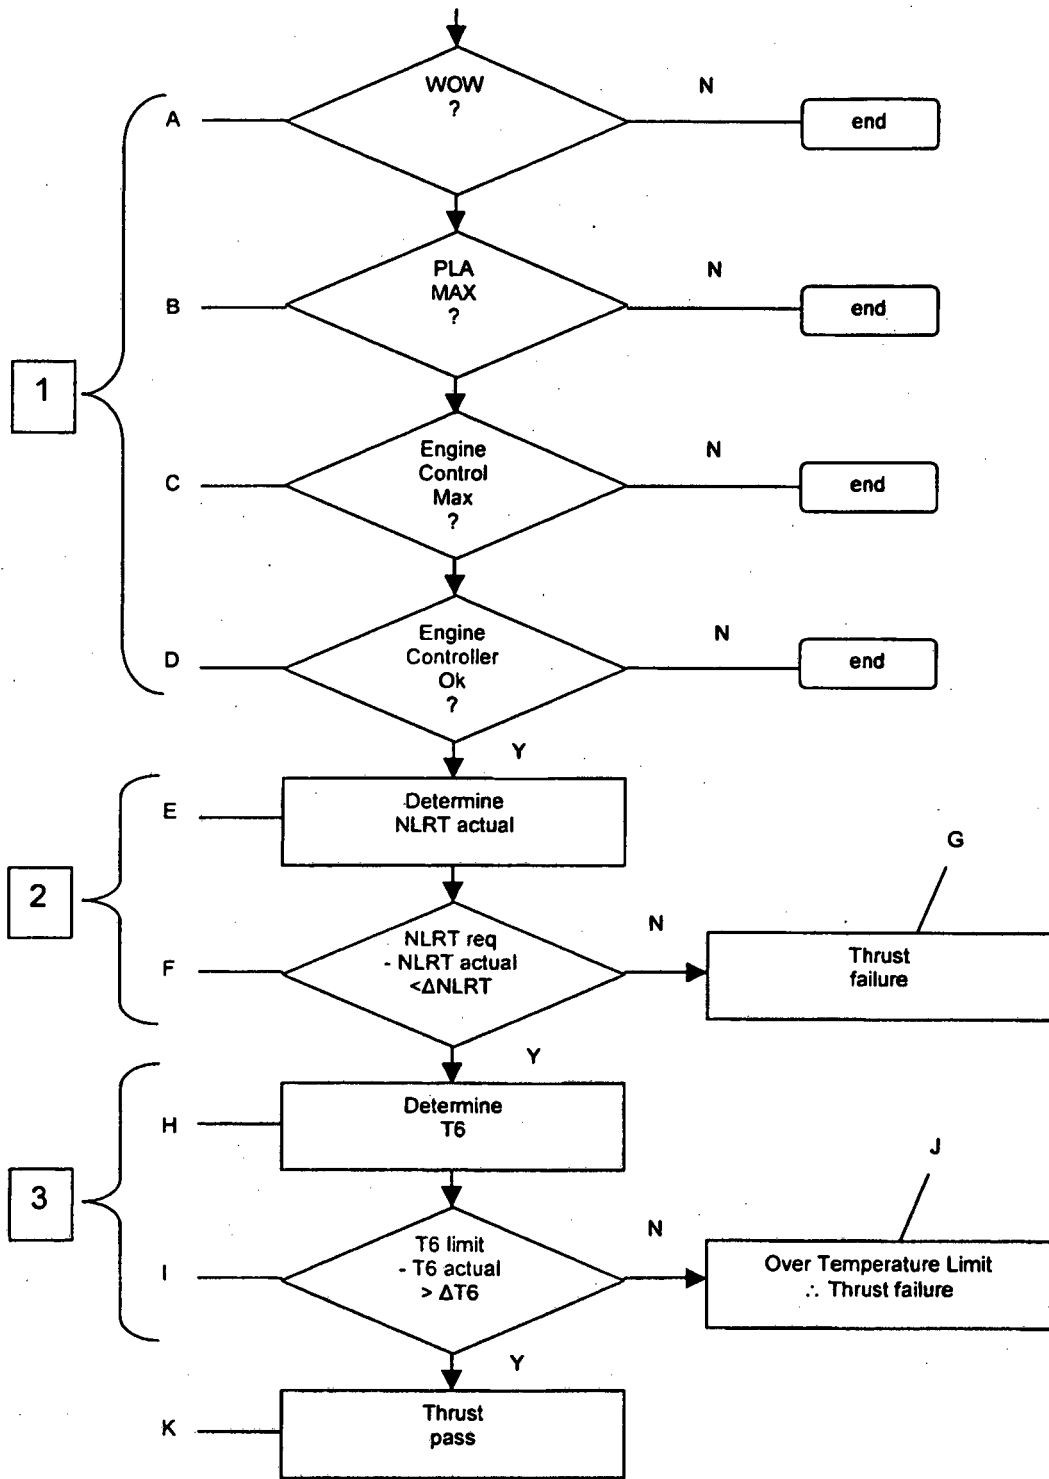 WOW
?
N
A
end
PLA
MAX
?
N
B
end
1
Engine
Control
Max
?
N
C
end
Engine
Controller
Ok
?
N
D
end
Y
E
Determine
NLRT actual
G
2
F
NLRT req
- NLRT actual
<ΔNLRT
N
Thrust
failure
Y
H
Determine
T6
J
3
I
T6 limit
- T6 actual
> ΔT6
N
Over Temperature Limit
∴ Thrust failure
Y
K
Thrust
pass